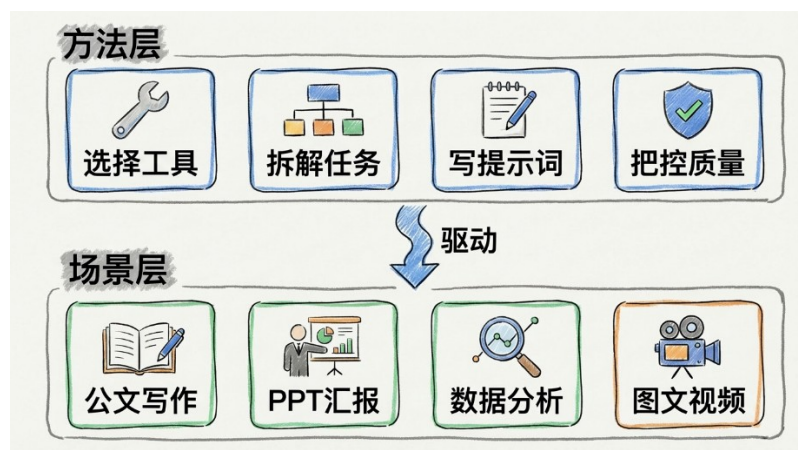 方法层
选择工具
拆解任务
写提示词
把控质量
驱动
场景层
公文写作
PPT汇报
数据分析
图文视频